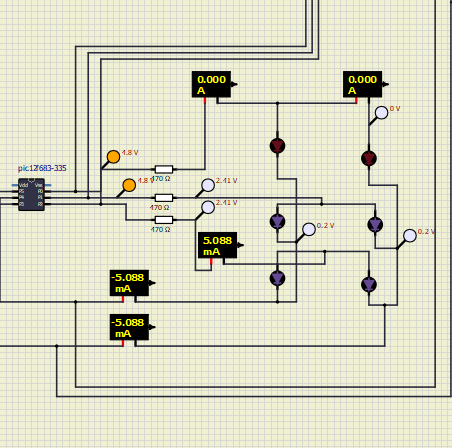 0.000
A
0.000
A
0 V
4.8 V
pic12f683-335
4.8 V
470 Ω
2.41 V
Vdd
Vss
470 Ω
2.41 V
0.2 V
470 Ω
0.2 V
5.088
mA
-5.088
mA
-5.088
mA